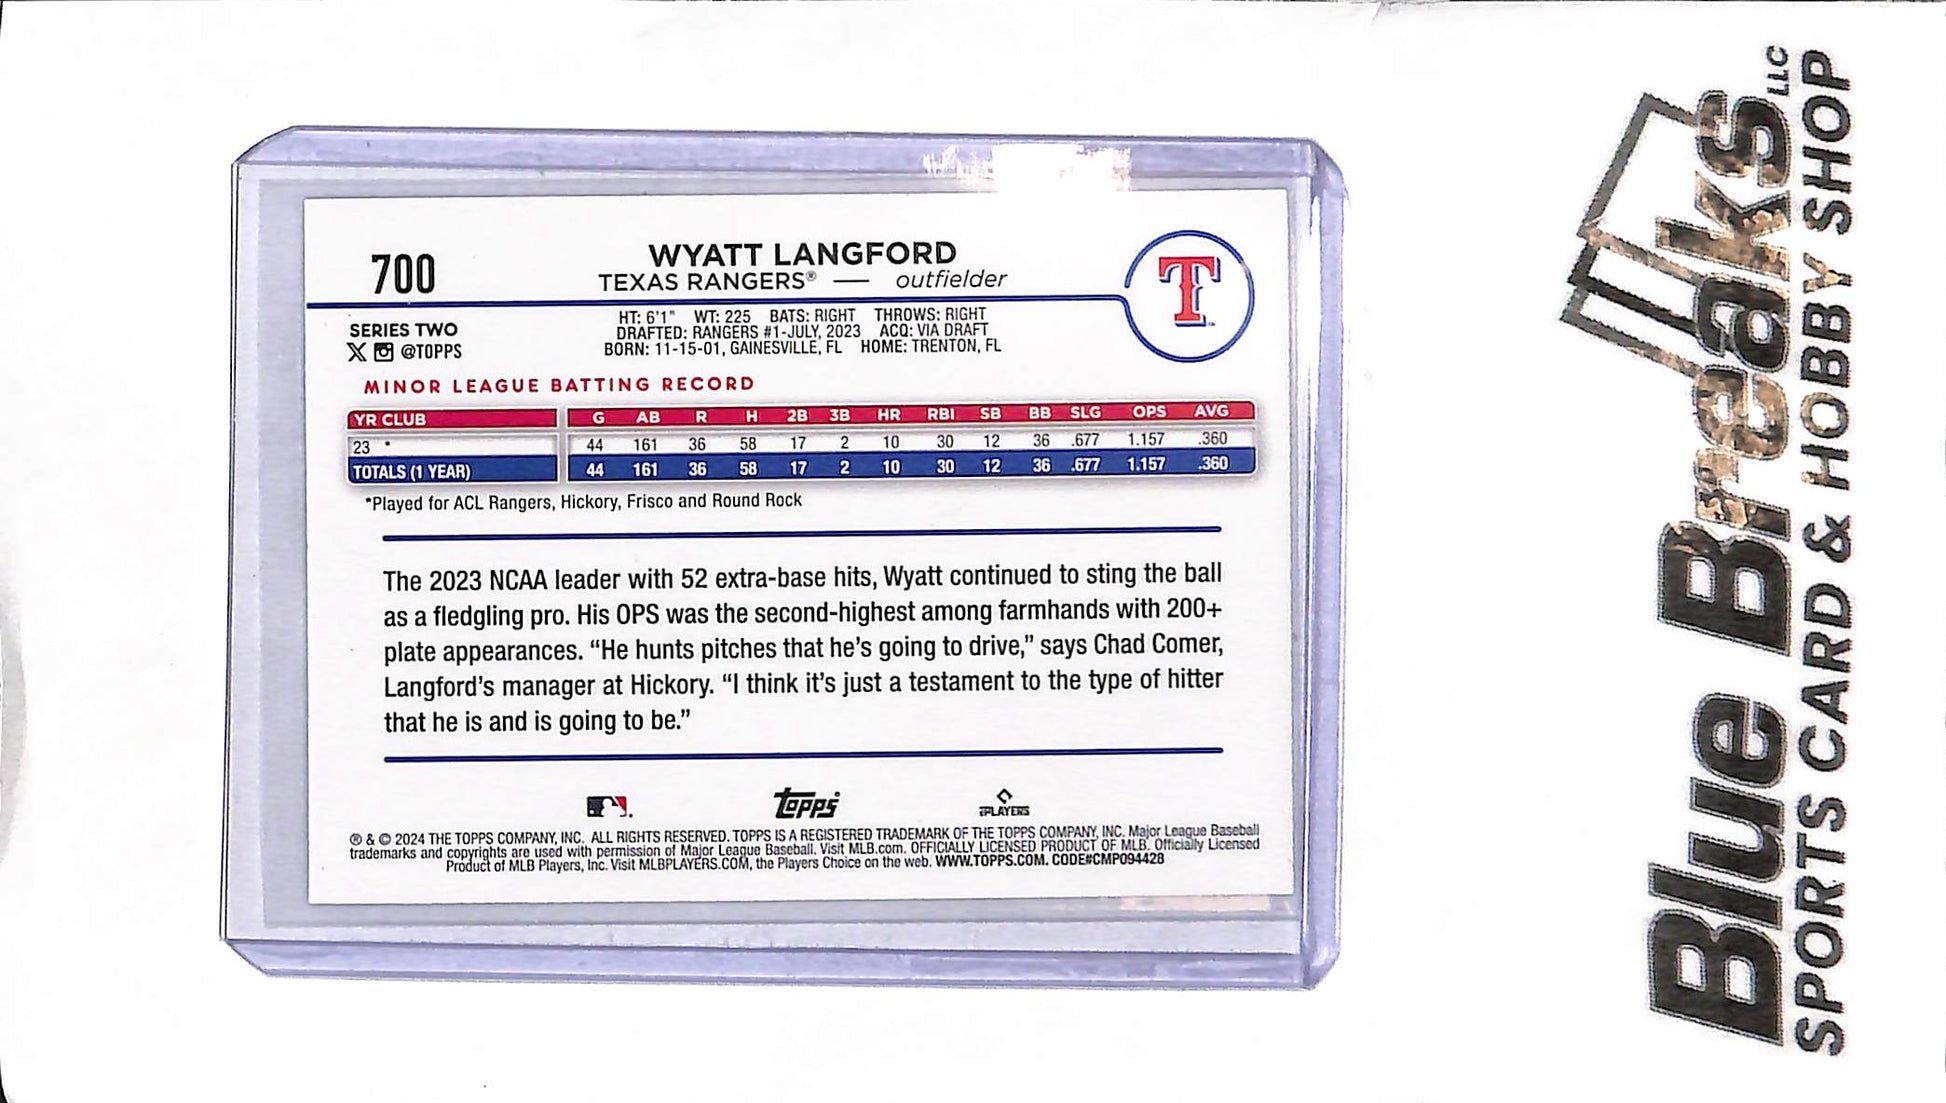 700
WYATT LANGFORD
TEXAS RANGERS® — outfielder
T
SERIES TWO
@TOPPS
HT: 6'1" WT: 225 BATS: RIGHT THROWS: RIGHT
DRAFTED: RANGERS #1-JULY, 2023 ACQ: VIA DRAFT
BORN: 11-15-01, GAINESVILLE, FL HOME: TRENTON, FL
MINOR LEAGUE BATTING RECORD
YR CLUB G AB R H 2B 3B HR RBI SB BB SLG OPS AVG
23 * 44 161 36 58 17 2 10 30 12 36 .677 1.157 .360
TOTALS (1 YEAR) 44 161 36 58 17 2 10 30 12 36 .677 1.157 .360
*Played for ACL Rangers, Hickory, Frisco and Round Rock
The 2023 NCAA leader with 52 extra-base hits, Wyatt continued to sting the ball
as a fledgling pro. His OPS was the second-highest among farmhands with 200+
plate appearances. “He hunts pitches that he’s going to drive,” says Chad Comer,
Langford’s manager at Hickory. “I think it’s just a testament to the type of hitter
that he is and is going to be.”
Topps
PLAYERS
® & © 2024 THE TOPPS COMPANY, INC. ALL RIGHTS RESERVED. TOPPS IS A REGISTERED TRADEMARK OF THE TOPPS COMPANY, INC. Major League Baseball
trademarks and copyrights are used with permission of Major League Baseball. Visit MLB.com. OFFICIALLY LICENSED PRODUCT OF MLB. Officially Licensed
Product of MLB Players, Inc. Visit MLBPLAYERS.COM, the Players Choice on the web. WWW.TOPPS.COM. CODE#CMP094428
Blue Breaks LLC
SPORTS CARD & HOBBY SHOP